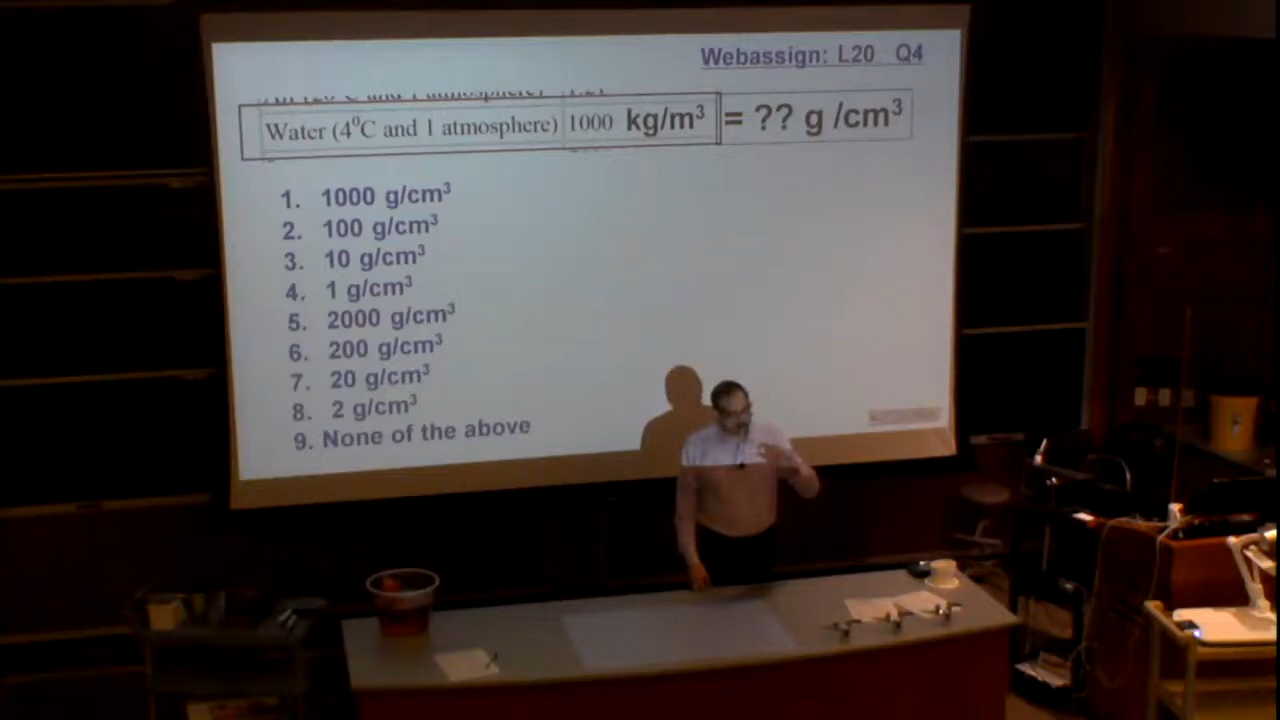 Webassign: L20 Q4
Water (4⁰C and 1 atmosphere) 1000 kg/m³ = ?? g /cm³
1. 1000 g/cm³
2. 100 g/cm³
3. 10 g/cm³
4. 1 g/cm³
5. 2000 g/cm³
6. 200 g/cm³
7. 20 g/cm³
8. 2 g/cm³
9. None of the above